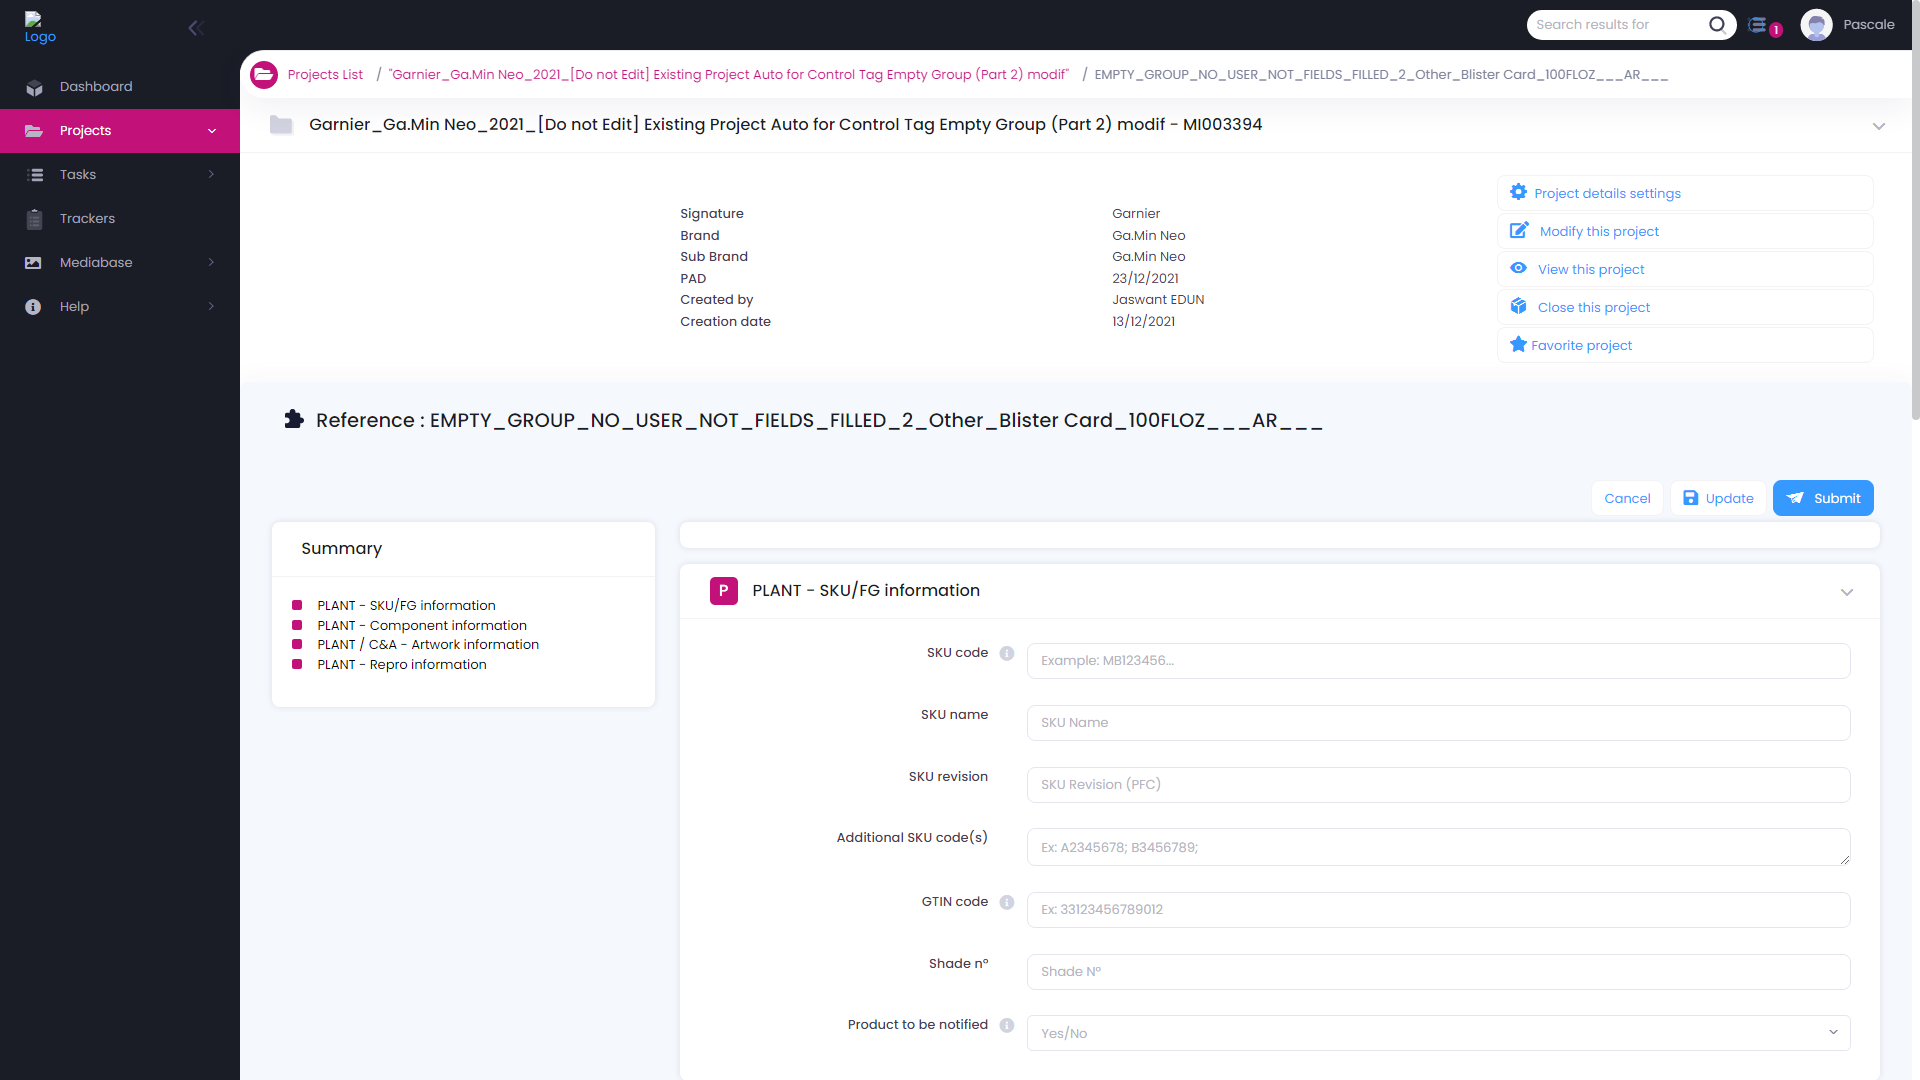 Logo
Search results for
1
Pascale
Dashboard
Projects
Tasks
Trackers
Mediabase
Help
Projects List / "Garnier_Ga.Min Neo_2021_[Do not Edit] Existing Project Auto for Control Tag Empty Group (Part 2) modif" / EMPTY_GROUP_NO_USER_NOT_FIELDS_FILLED_2_Other_Blister Card_100FLOZ___AR___
Garnier_Ga.Min Neo_2021_[Do not Edit] Existing Project Auto for Control Tag Empty Group (Part 2) modif - MI003394
Signature Garnier
Brand Ga.Min Neo
Sub Brand Ga.Min Neo
PAD 23/12/2021
Created by Jaswant EDUN
Creation date 13/12/2021
Project details settings
Modify this project
View this project
Close this project
Favorite project
Reference : EMPTY_GROUP_NO_USER_NOT_FIELDS_FILLED_2_Other_Blister Card_100FLOZ___AR___
Cancel
Update
Submit
Summary
PLANT - SKU/FG information
PLANT - Component information
PLANT / C&A - Artwork information
PLANT - Repro information
P PLANT - SKU/FG information
SKU code Example: MB123456...
SKU name SKU Name
SKU revision SKU Revision (PFC)
Additional SKU code(s) Ex: A2345678; B3456789;
GTIN code Ex: 33123456789012
Shade n° Shade N°
Product to be notified Yes/No